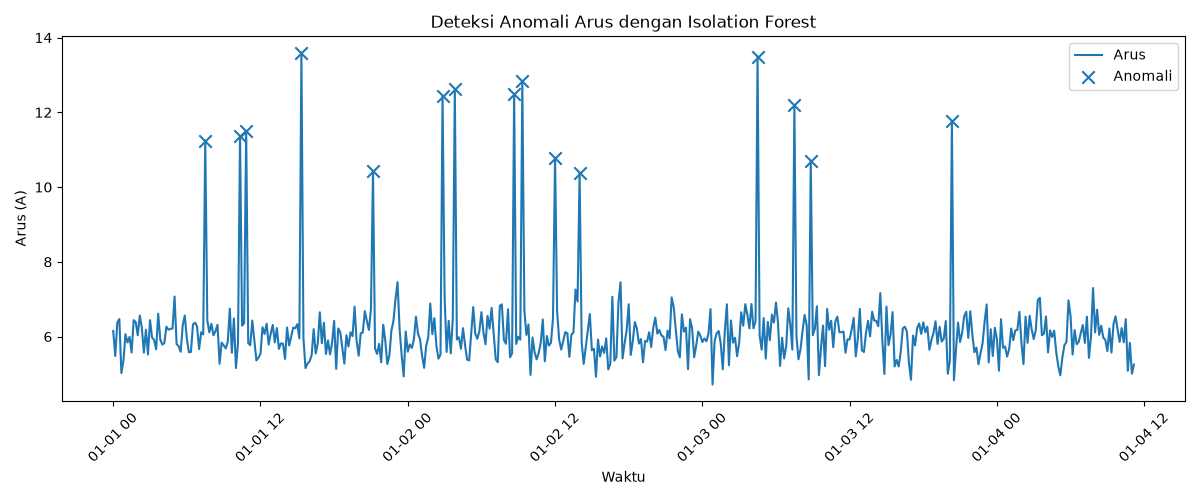 Deteksi Anomali Arus dengan Isolation Forest
Arus
Anomali
Arus (A)
14
12
10
8
6
01-01 00
01-01 12
01-02 00
01-02 12
01-03 00
01-03 12
01-04 00
01-04 12
Waktu